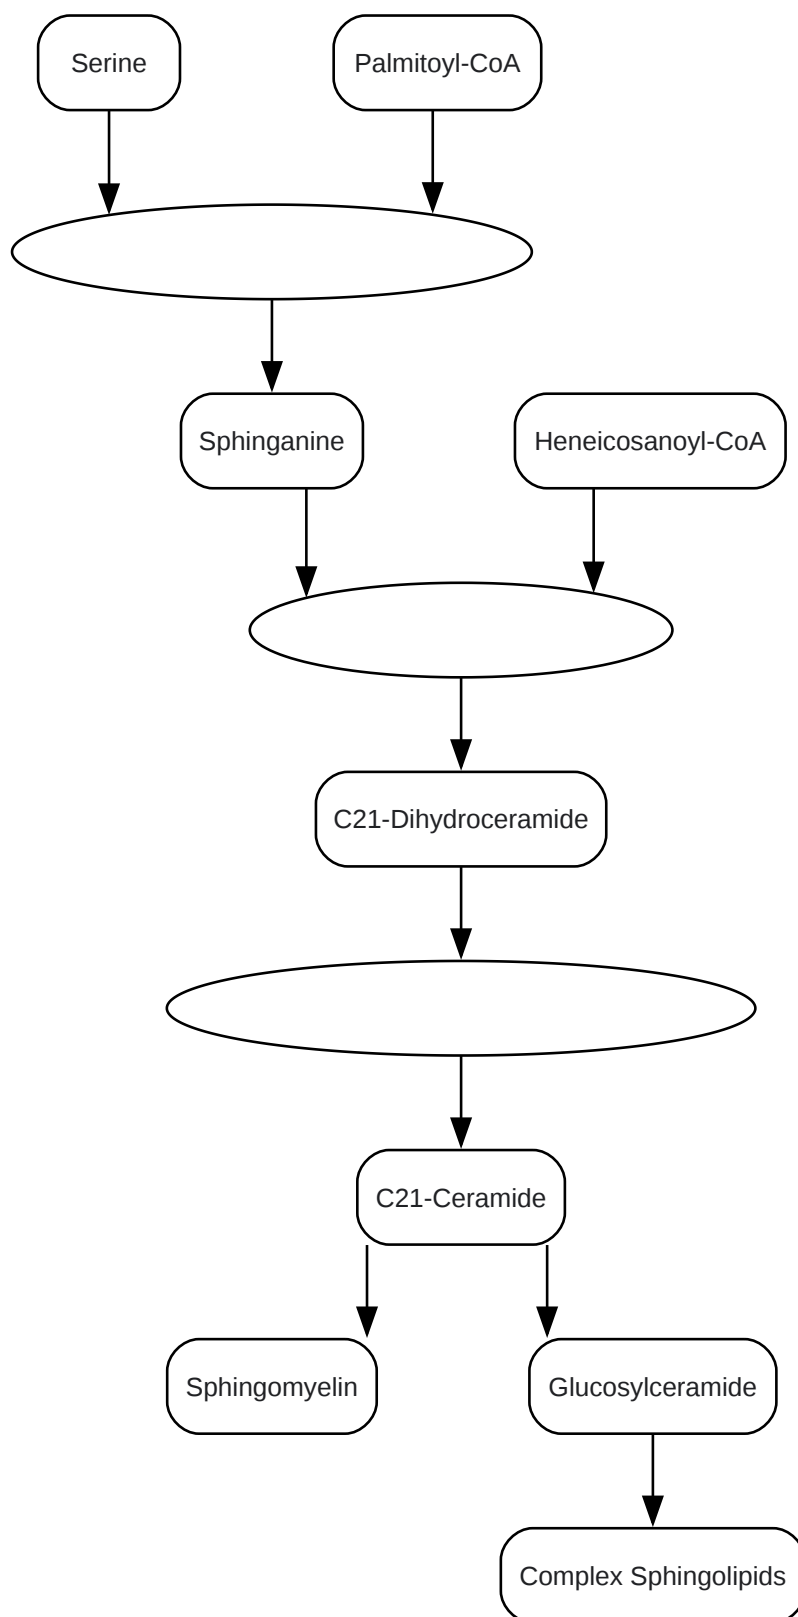 Serine
Palmitoyl-CoA
Sphinganine
Heneicosanoyl-CoA
C21-Dihydroceramide
C21-Ceramide
Sphingomyelin
Glucosylceramide
Complex Sphingolipids